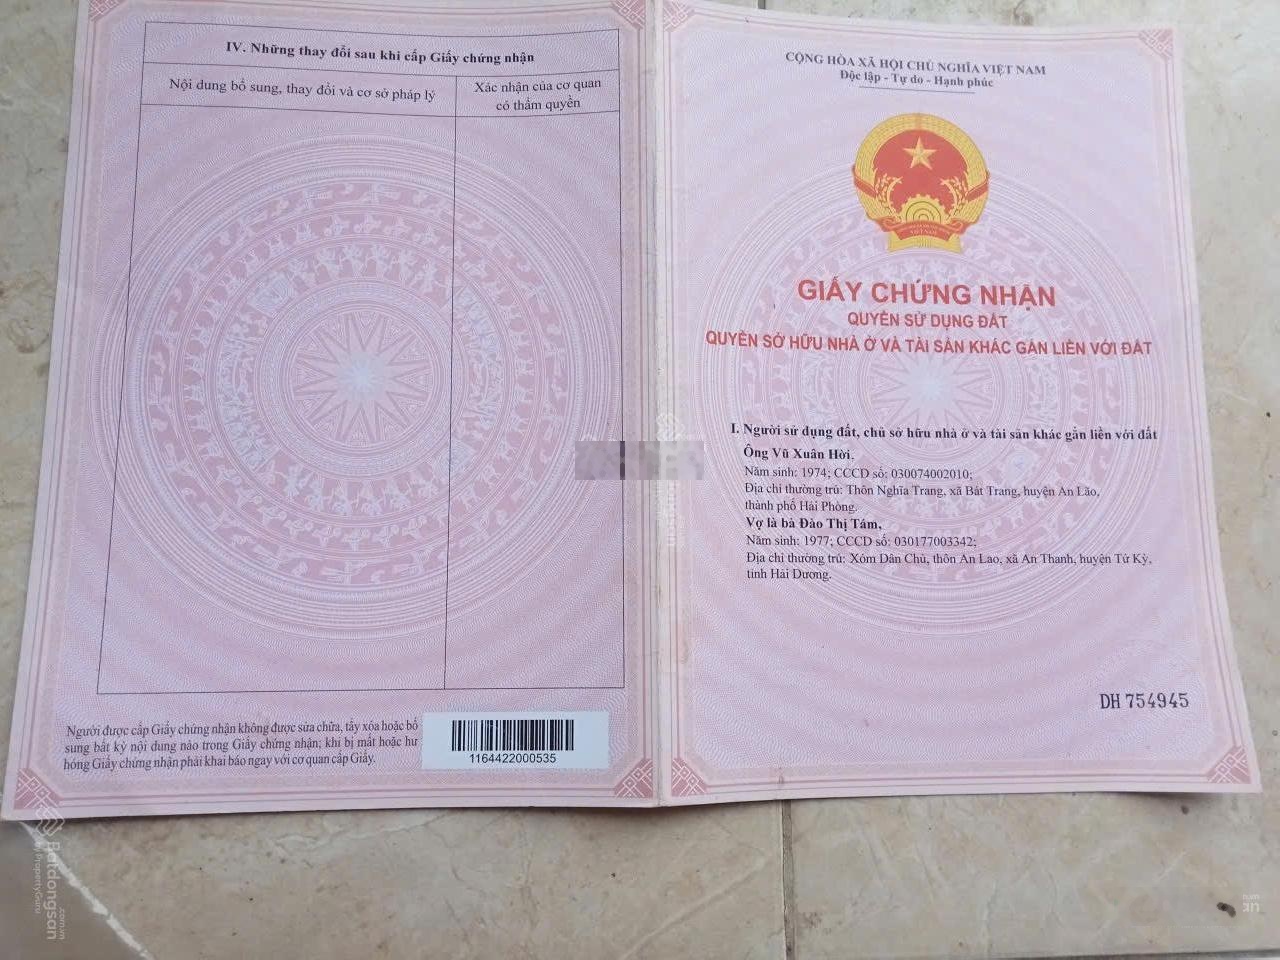 IV. Những thay đổi sau khi cấp Giấy chứng nhận
Nội dung bổ sung, thay đổi và cơ sở pháp lý
Xác nhận của cơ quan
có thẩm quyền
Người được cấp Giấy chứng nhận không được sửa chữa, tẩy xóa hoặc bổ
sung bất kỳ nội dung nào trong Giấy chứng nhận; khi bị mất hoặc hư
hỏng Giấy chứng nhận phải khai báo ngay với cơ quan cấp Giấy.
1164422000535
CỘNG HÒA XÃ HỘI CHỦ NGHĨA VIỆT NAM
Độc lập - Tự do - Hạnh phúc
VIỆT NAM
GIẤY CHỨNG NHẬN
QUYỀN SỬ DỤNG ĐẤT
QUYỀN SỞ HỮU NHÀ Ở VÀ TÀI SẢN KHÁC GẮN LIỀN VỚI ĐẤT
I. Người sử dụng đất, chủ sở hữu nhà ở và tài sản khác gắn liền với đất
Ông Vũ Xuân Hời.
Năm sinh: 1974; CCCD số: 030074002010;
Địa chỉ thường trú: Thôn Nghĩa Trang, xã Bát Trang, huyện An Lão,
thành phố Hải Phòng.
Vợ là bà Đào Thị Tám,
Năm sinh: 1977; CCCD số: 030177003342;
Địa chỉ thường trú: Xóm Dân Chủ, thôn An Lao, xã An Thanh, huyện Tứ Kỳ,
tỉnh Hải Dương.
DH 754945
Batdongsan
.com.vn
by PropertyGuru